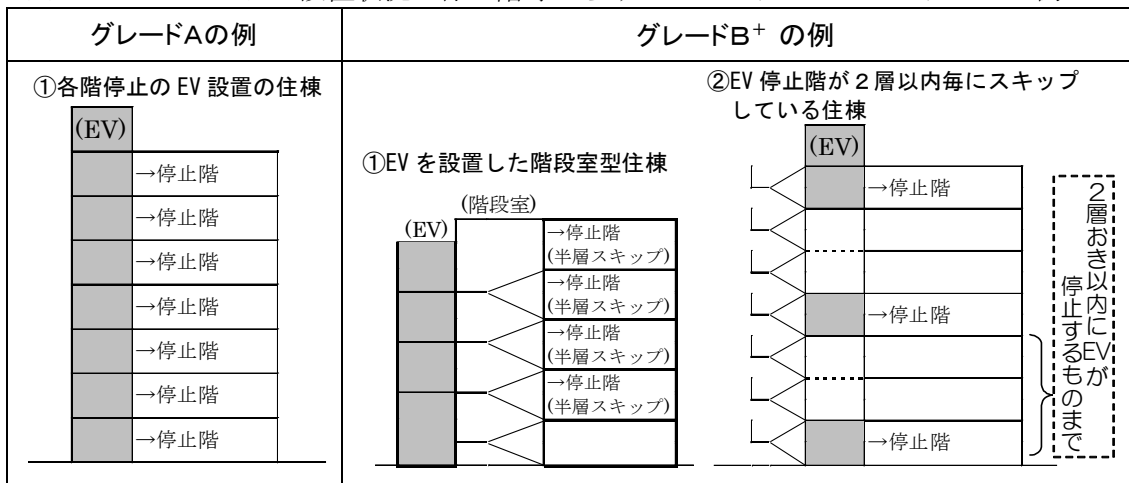 グレードAの例
グレードB⁺ の例
①各階停止の EV 設置の住棟
(EV)
→停止階
→停止階
→停止階
→停止階
→停止階
→停止階
→停止階
①EV を設置した階段室型住棟
(階段室)
(EV)
→停止階
(半層スキップ)
→停止階
(半層スキップ)
→停止階
(半層スキップ)
→停止階
(半層スキップ)
②EV 停止階が２層以内毎にスキップ
している住棟
(EV)
→停止階
→停止階
→停止階
２層おき以内にEVが
停止するものまで